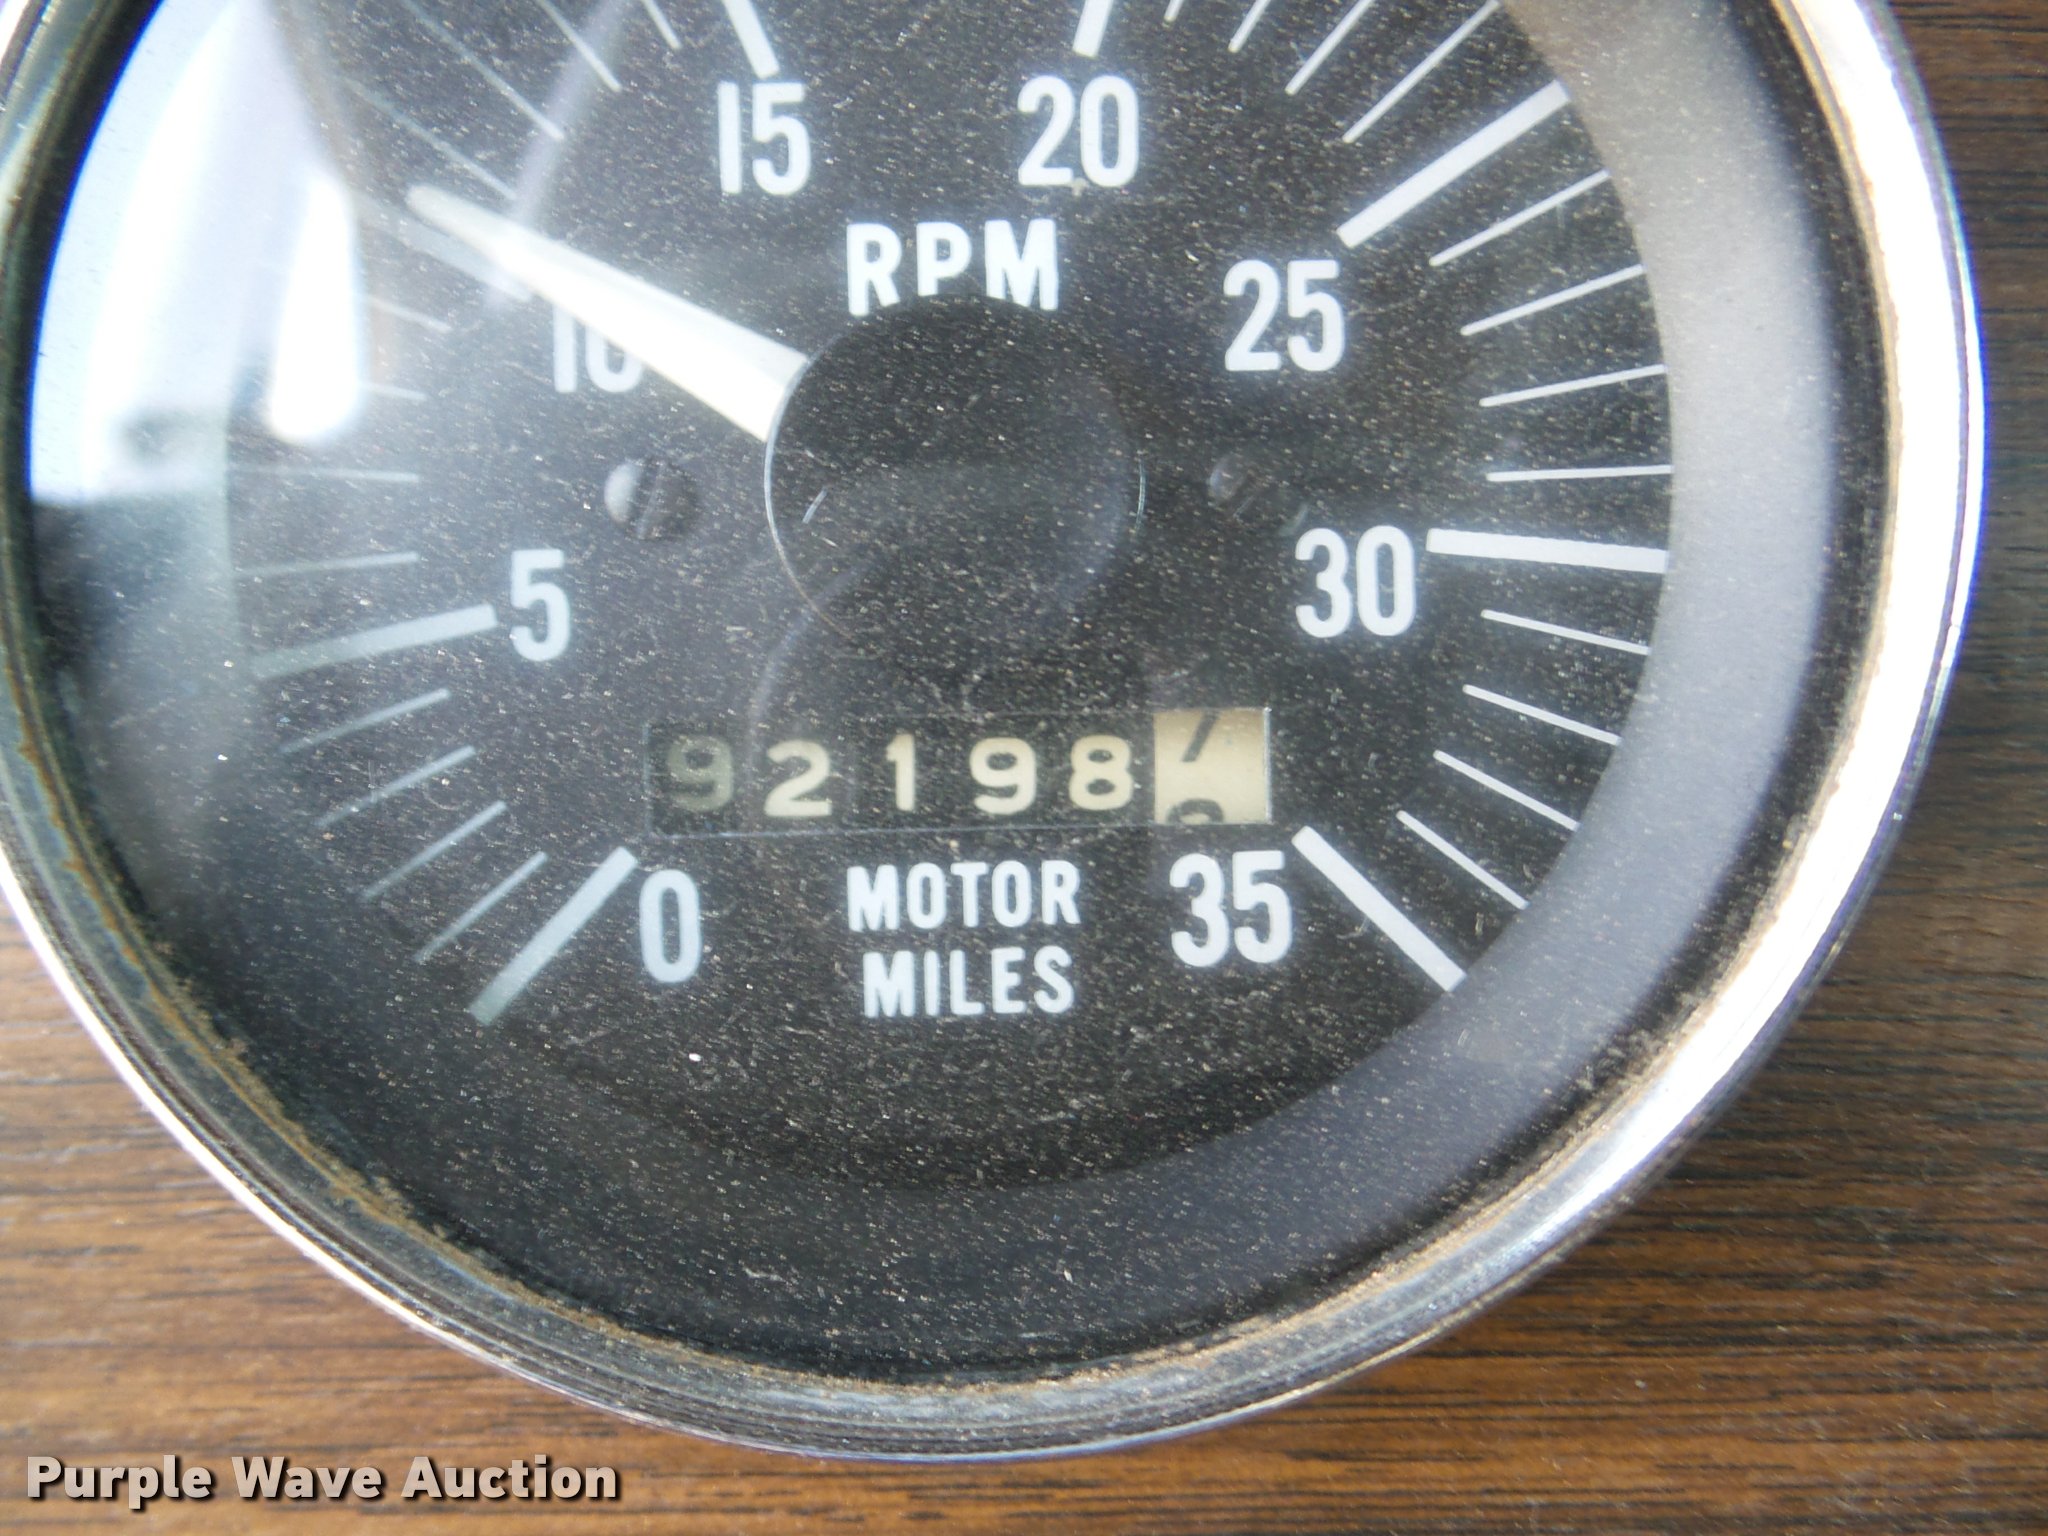 15 20
RPM
10 25
5 30
92198
0 35
MOTOR
MILES
Purple Wave Auction